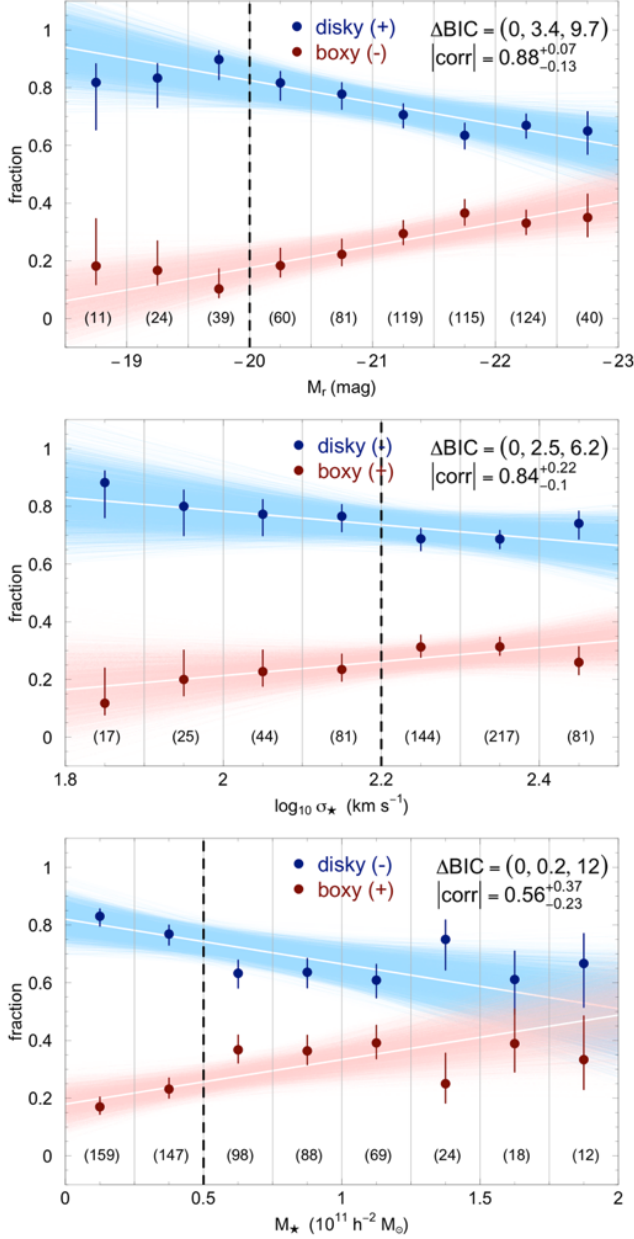 1
disky (+)
ΔBIC = (0, 3.4, 9.7)
boxy (-)
|corr| = 0.88 +0.07 -0.13
0.8
0.6
fraction
0.4
0.2
0
(11) (24) (39) (60) (81) (119) (115) (124) (40)
−19 −20 −21 −22 −23
M_r (mag)
1
disky (-)
ΔBIC = (0, 2.5, 6.2)
boxy (+)
|corr| = 0.84 +0.22 -0.1
0.8
0.6
fraction
0.4
0.2
0
(17) (25) (44) (81) (144) (217) (81)
1.8 2 2.2 2.4
log₁₀ σ★ (km s⁻¹)
1
disky (-)
ΔBIC = (0, 0.2, 12)
boxy (+)
|corr| = 0.56 +0.37 -0.23
0.8
0.6
fraction
0.4
0.2
0
(159) (147) (98) (88) (69) (24) (18) (12)
0 0.5 1 1.5 2
M★ (10¹¹ h⁻² M⊙)